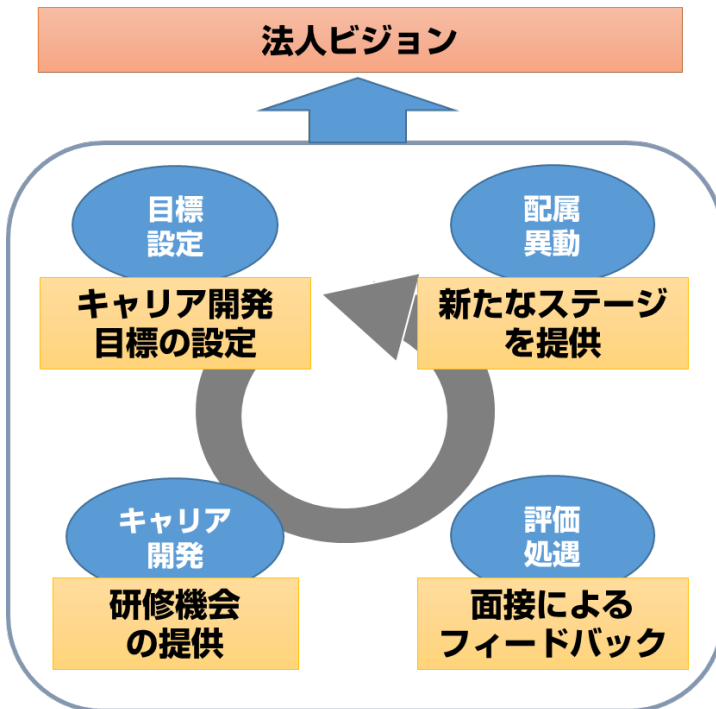 法人ビジョン
目標
設定
キャリア開発
目標の設定
配属
異動
新たなステージ
を提供
キャリア
開発
研修機会
の提供
評価
処遇
面接による
フィードバック